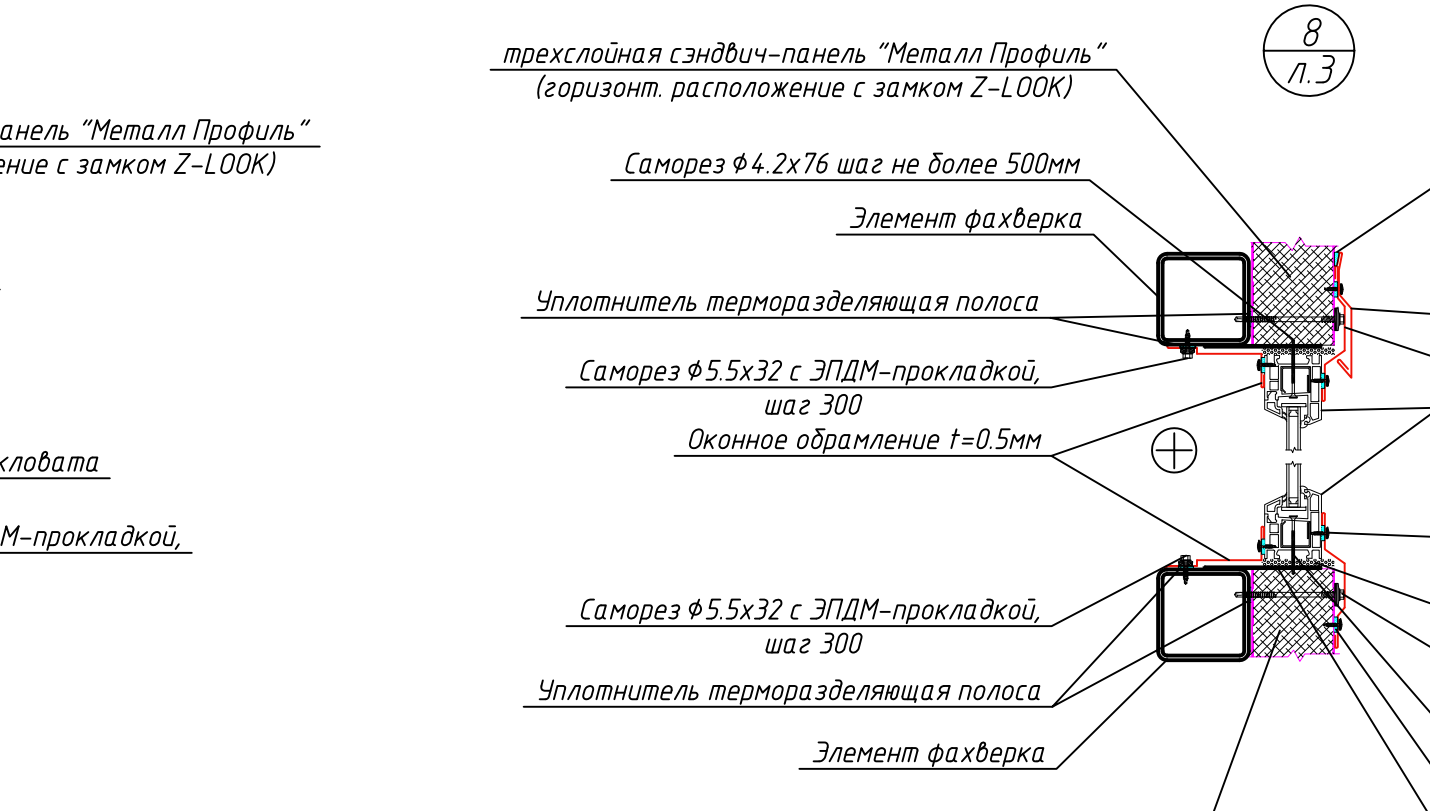 8
л.3
трехслойная сэндвич-панель "Металл Профиль"
(горизонт. расположение с замком Z-LOOK)
"Металл Профиль"
с замком Z-LOOK)
Саморез Ф4.2х76 шаг не более 500мм
Элемент фахверка
Уплотнитель терморазделяющая полоса
Саморез Ф5.5х32 с ЭПДМ-прокладкой,
шаг 300
Оконное обрамление t=0.5мм
кловата
М-прокладкой,
Саморез Ф5.5х32 с ЭПДМ-прокладкой,
шаг 300
Уплотнитель терморазделяющая полоса
Элемент фахверка